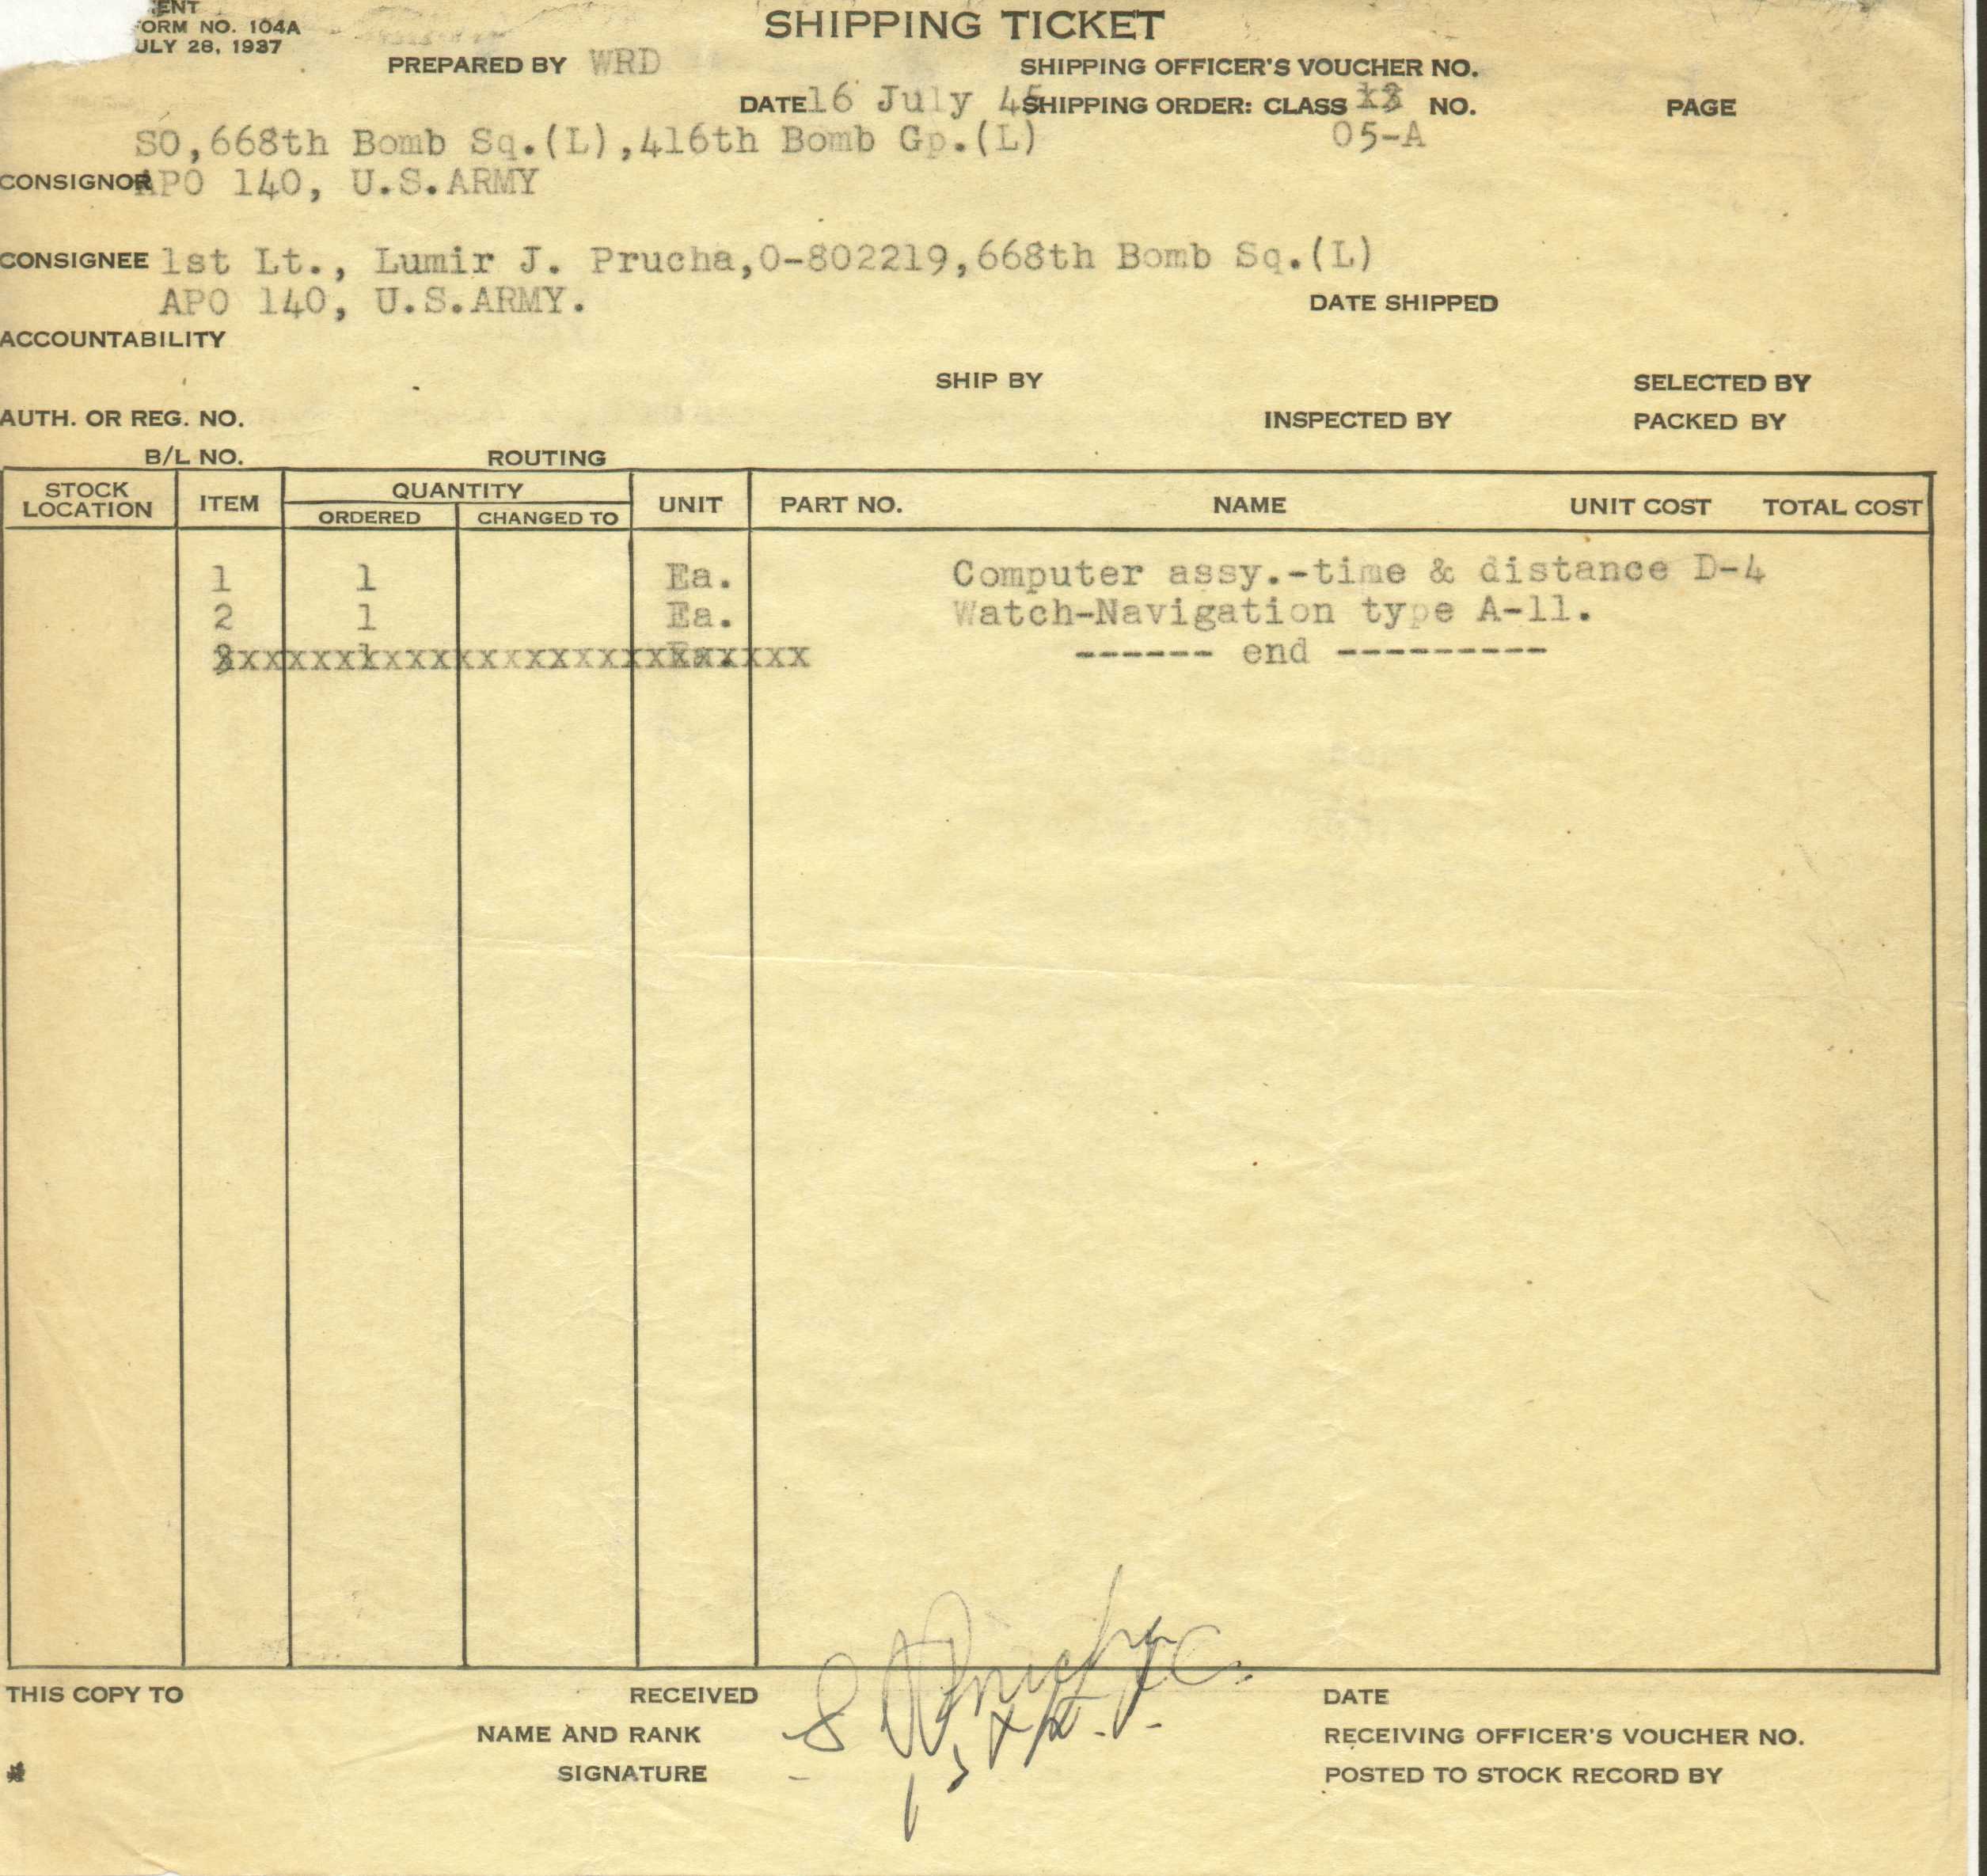 ENT
ORM NO. 104A
ULY 28, 1937
SHIPPING TICKET
PREPARED BY WRD
SHIPPING OFFICER'S VOUCHER NO.
DATE 16 July 45 SHIPPING ORDER: CLASS 13 NO. PAGE
SO,668th Bomb Sq.(L),416th Bomb Gp.(L) 05-A
CONSIGNOR APO 140, U.S.ARMY
CONSIGNEE 1st Lt., Lumir J. Prucha,0-802219,668th Bomb Sq.(L)
APO 140, U.S.ARMY. DATE SHIPPED
ACCOUNTABILITY
SHIP BY SELECTED BY
AUTH. OR REG. NO. INSPECTED BY PACKED BY
B/L NO. ROUTING
STOCK LOCATION ITEM QUANTITY ORDERED CHANGED TO UNIT PART NO. NAME UNIT COST TOTAL COST
1 1 Ea. Computer assy.-time & distance D-4
2 1 Ea. Watch-Navigation type A-11.
3xxxxxxxxxxxxxxxxxxxxxxxxx ------ end ---------
THIS COPY TO RECEIVED DATE
NAME AND RANK RECEIVING OFFICER'S VOUCHER NO.
SIGNATURE POSTED TO STOCK RECORD BY